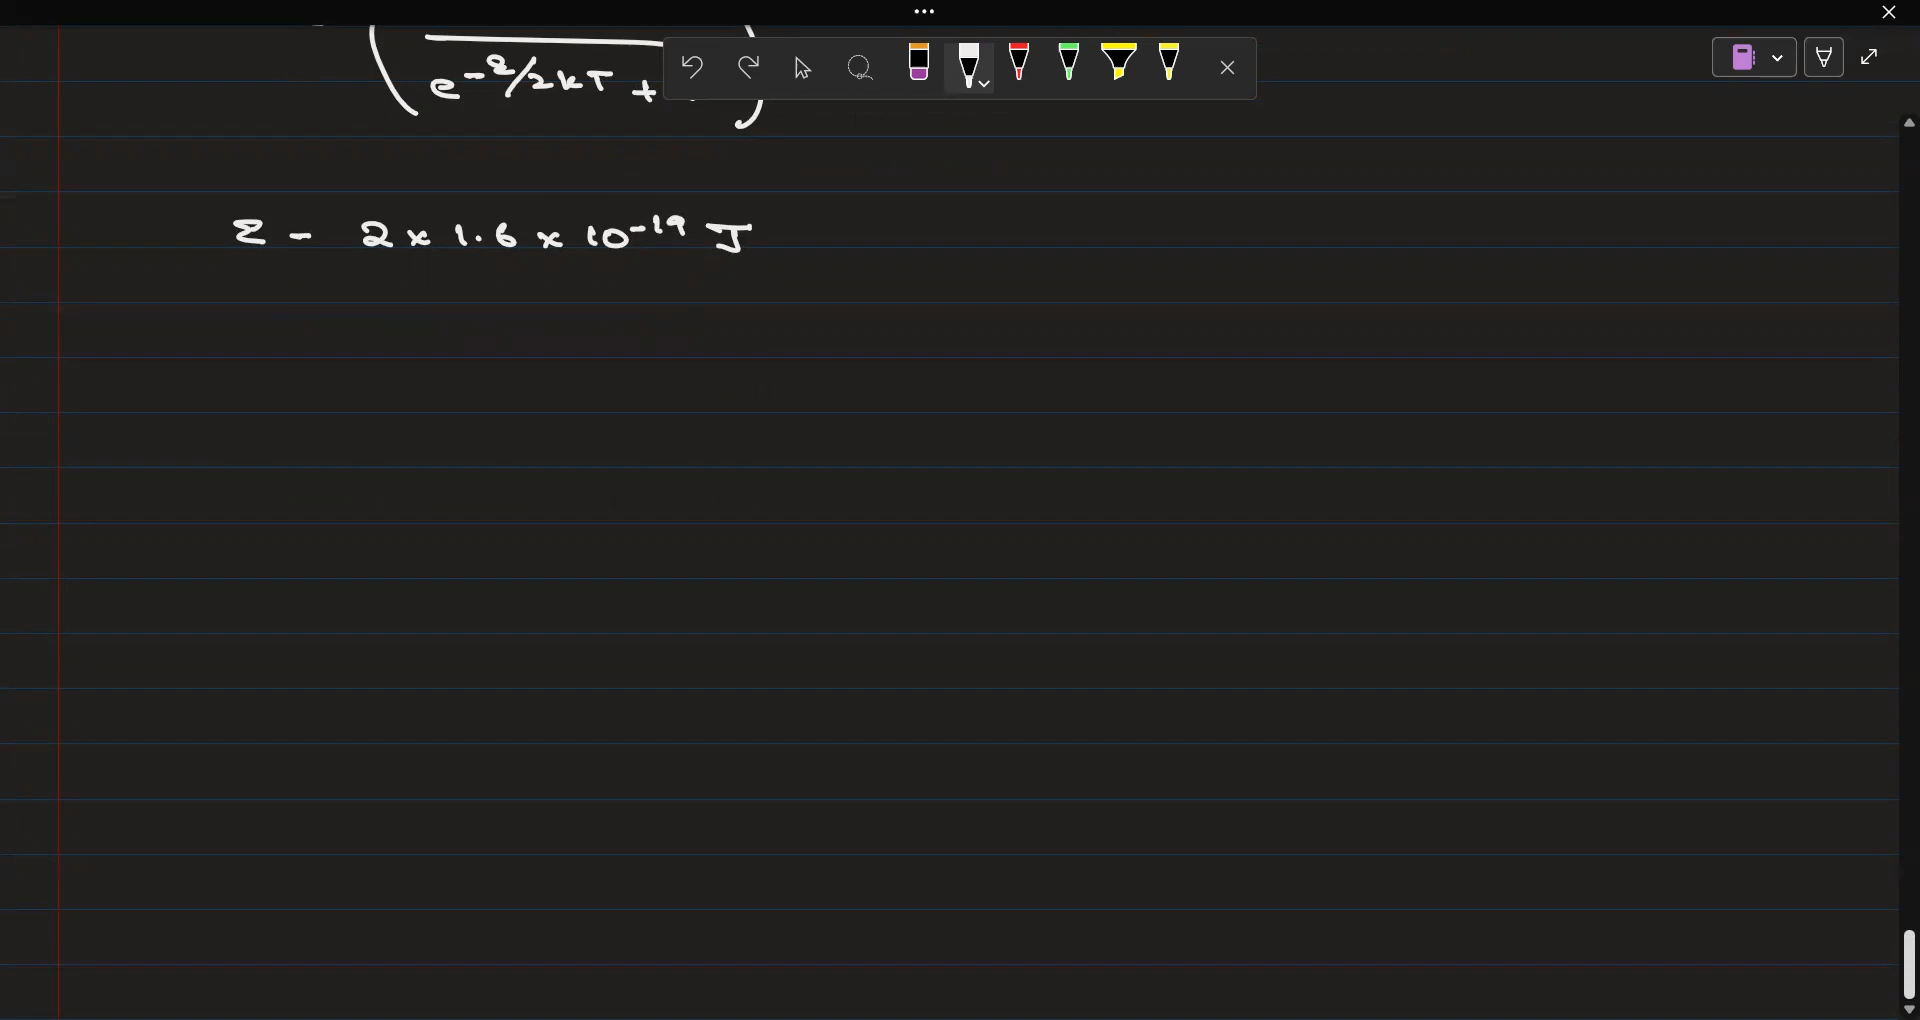 e^{-ε/2kT} +
ε - 2 × 1.6 × 10^{-19} J